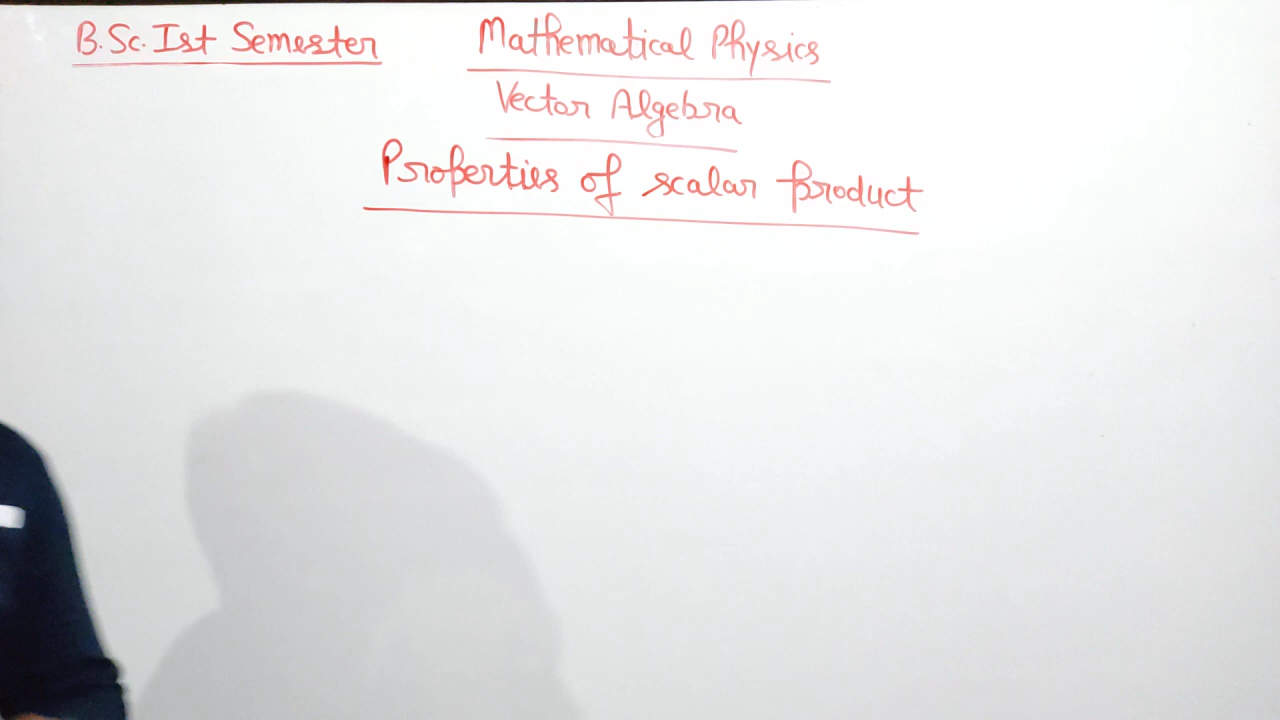 B.Sc. Ist Semester
Mathematical Physics
Vector Algebra
Properties of scalar product